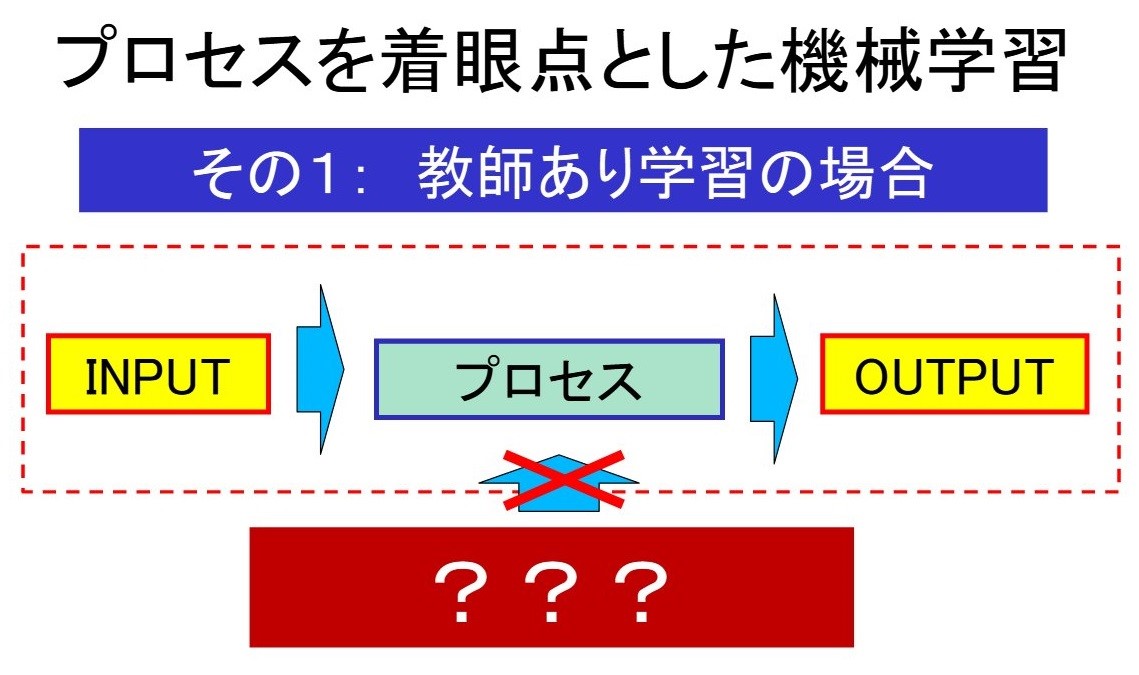 プロセスを着眼点とした機械学習
その１：　教師あり学習の場合
INPUT
プロセス
OUTPUT
？？？